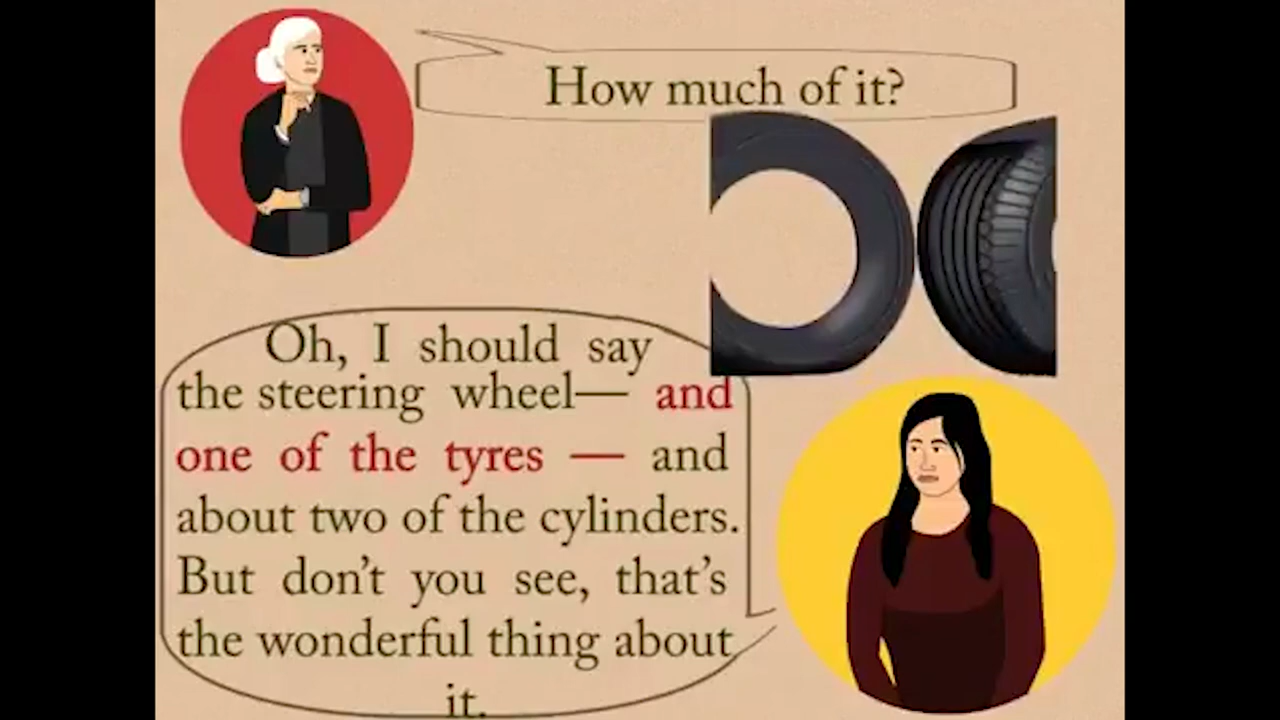 How much of it?
Oh, I should say
the steering wheel— and
one of the tyres — and
about two of the cylinders.
But don’t you see, that’s
the wonderful thing about
it.